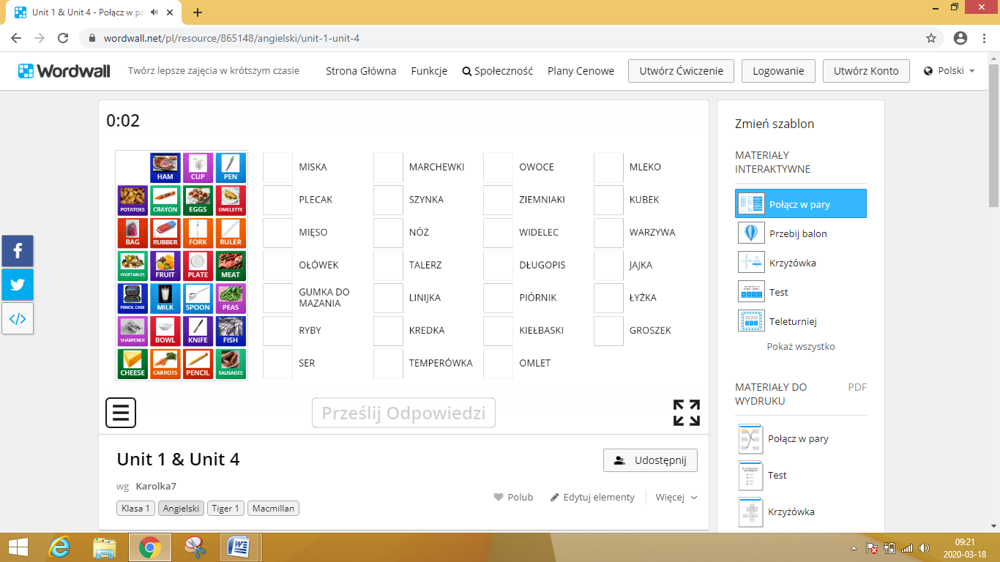 Unit 1 & Unit 4 - Połącz w pa
wordwall.net/pl/resource/865148/angielski/unit-1-unit-4
Wordwall
Twórz lepsze zajęcia w krótszym czasie
Strona Główna
Funkcje
Społeczność
Plany Cenowe
Utwórz Ćwiczenie
Logowanie
Utwórz Konto
Polski
0:02
HAM CUP PEN
POTATOES CRAYON EGGS OMELETTE
BAG RUBBER FORK RULER
VEGETABLES FRUIT PLATE MEAT
PENCIL CASE MILK SPOON PEAS
SHARPENER BOWL KNIFE FISH
CHEESE CARROTS PENCIL SAUSAGES
MISKA MARCHEWKI OWOCE MLEKO
PLECAK SZYNKA ZIEMNIAKI KUBEK
MIĘSO NÓŻ WIDELEC WARZYWA
OŁÓWEK TALERZ DŁUGOPIS JAJKA
GUMKA DO
MAZANIA LINIJKA PIÓRNIK ŁYŻKA
RYBY KREDKA KIEŁBASKI GROSZEK
SER TEMPERÓWKA OMLET
Prześlij Odpowiedzi
Unit 1 & Unit 4
Udostępnij
wg Karolka7
Polub
Edytuj elementy
Więcej
Klasa 1 Angielski Tiger 1 Macmillan
Zmień szablon
MATERIAŁY
INTERAKTYWNE
Połącz w pary
Przebij balon
Krzyżówka
Test
Teleturniej
Pokaż wszystko
MATERIAŁY DO PDF
WYDRUKU
Połącz w pary
Test
Krzyżówka
09:21
2020-03-18